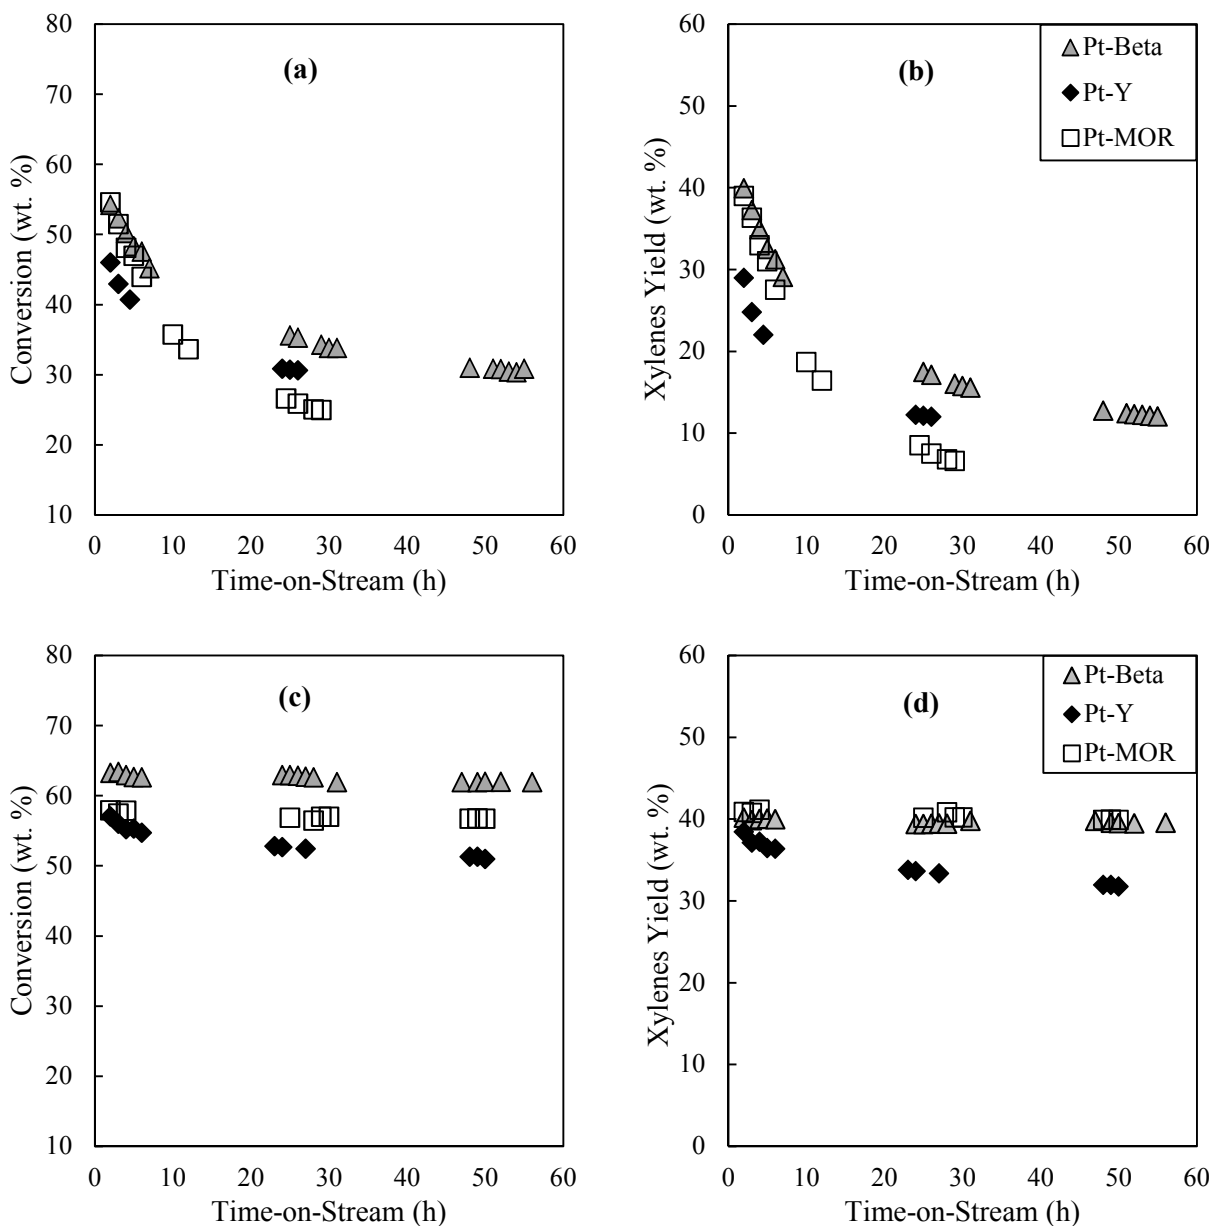 (a)
Conversion (wt. %)
80
70
60
50
40
30
20
10
0 10 20 30 40 50 60
Time-on-Stream (h)
(b)
Pt-Beta
Pt-Y
Pt-MOR
Xylenes Yield (wt. %)
60
50
40
30
20
10
0
0 10 20 30 40 50 60
Time-on-Stream (h)
(c)
Conversion (wt. %)
80
70
60
50
40
30
20
10
0 10 20 30 40 50 60
Time-on-Stream (h)
(d)
Pt-Beta
Pt-Y
Pt-MOR
Xylenes Yield (wt. %)
60
50
40
30
20
10
0
0 10 20 30 40 50 60
Time-on-Stream (h)